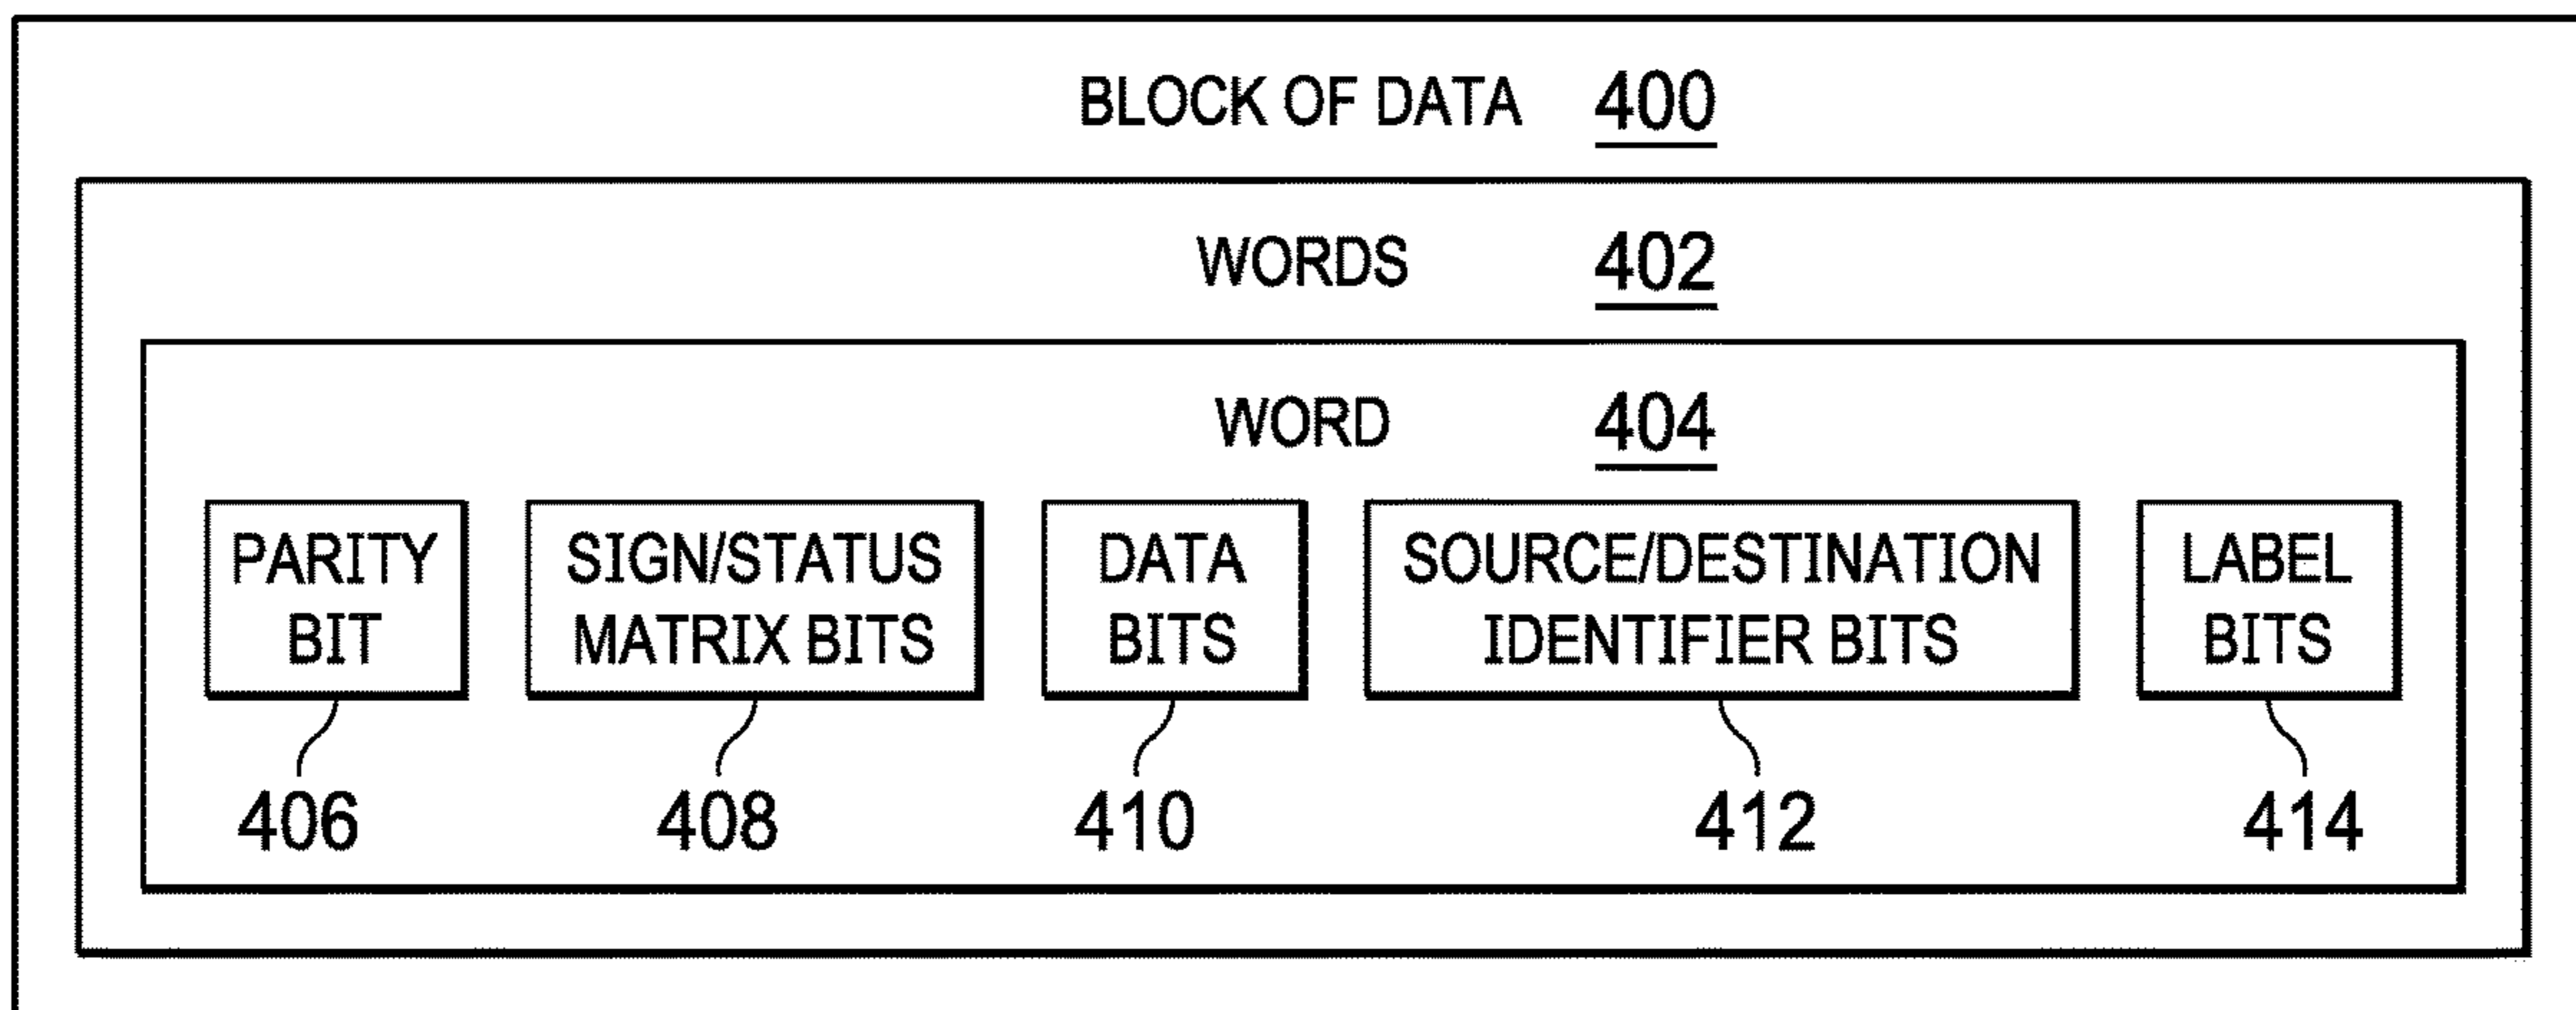 BLOCK OF DATA 400
WORDS 402
WORD 404
PARITY BIT
SIGN/STATUS MATRIX BITS
DATA BITS
SOURCE/DESTINATION IDENTIFIER BITS
LABEL BITS
406 408 410 412 414